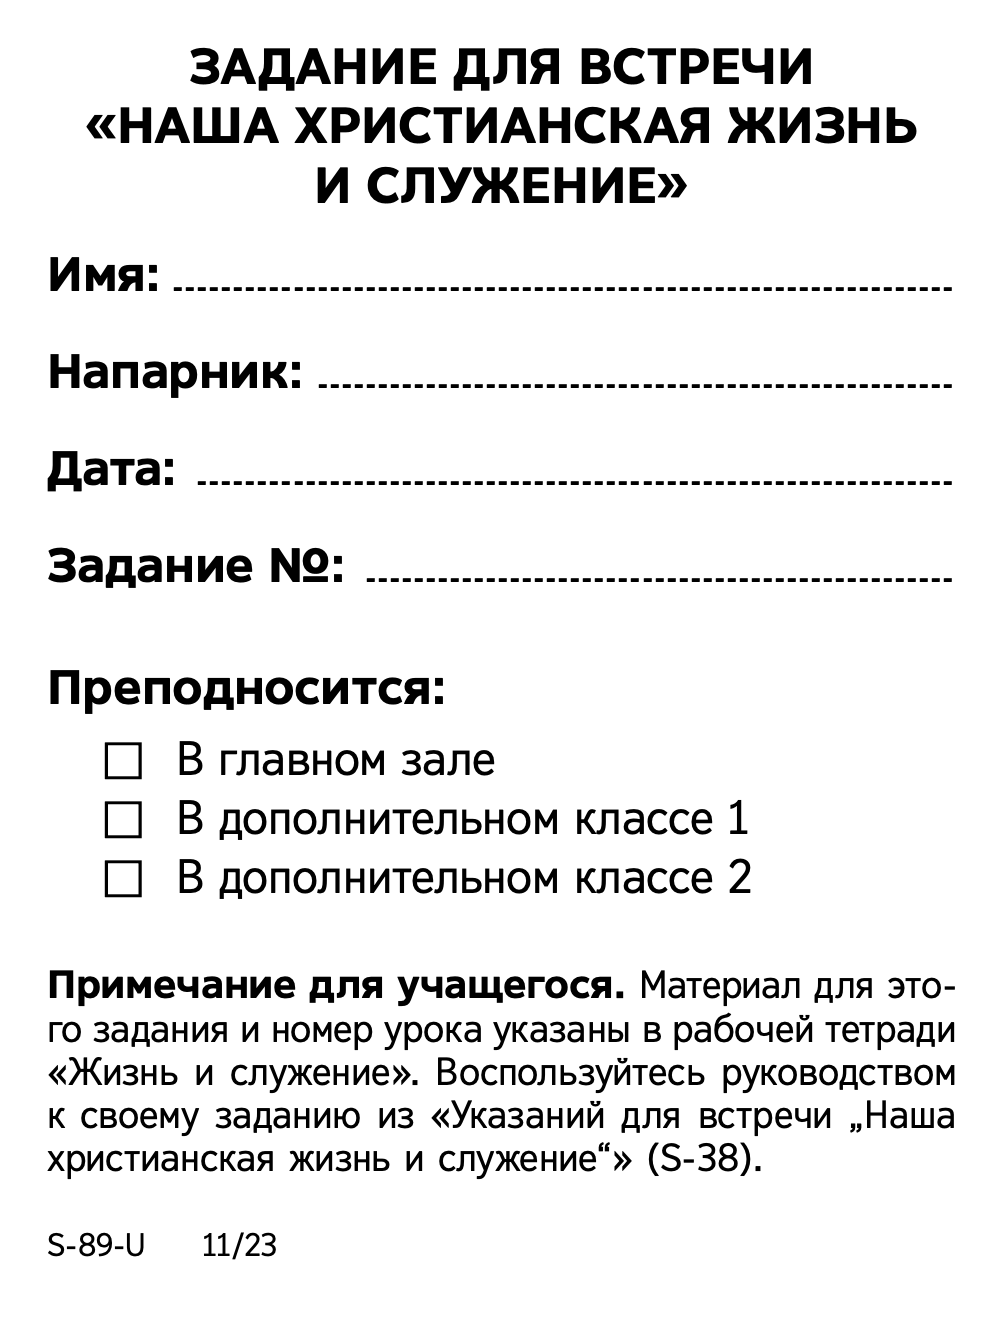 ЗАДАНИЕ ДЛЯ ВСТРЕЧИ
«НАША ХРИСТИАНСКАЯ ЖИЗНЬ
И СЛУЖЕНИЕ»
Имя:
Напарник:
Дата:
Задание №:
Преподносится:
В главном зале
В дополнительном классе 1
В дополнительном классе 2
Примечание для учащегося. Материал для это-
го задания и номер урока указаны в рабочей тетради
«Жизнь и служение». Воспользуйтесь руководством
к своему заданию из «Указаний для встречи „Наша
христианская жизнь и служение“» (S-38).
S-89-U 11/23